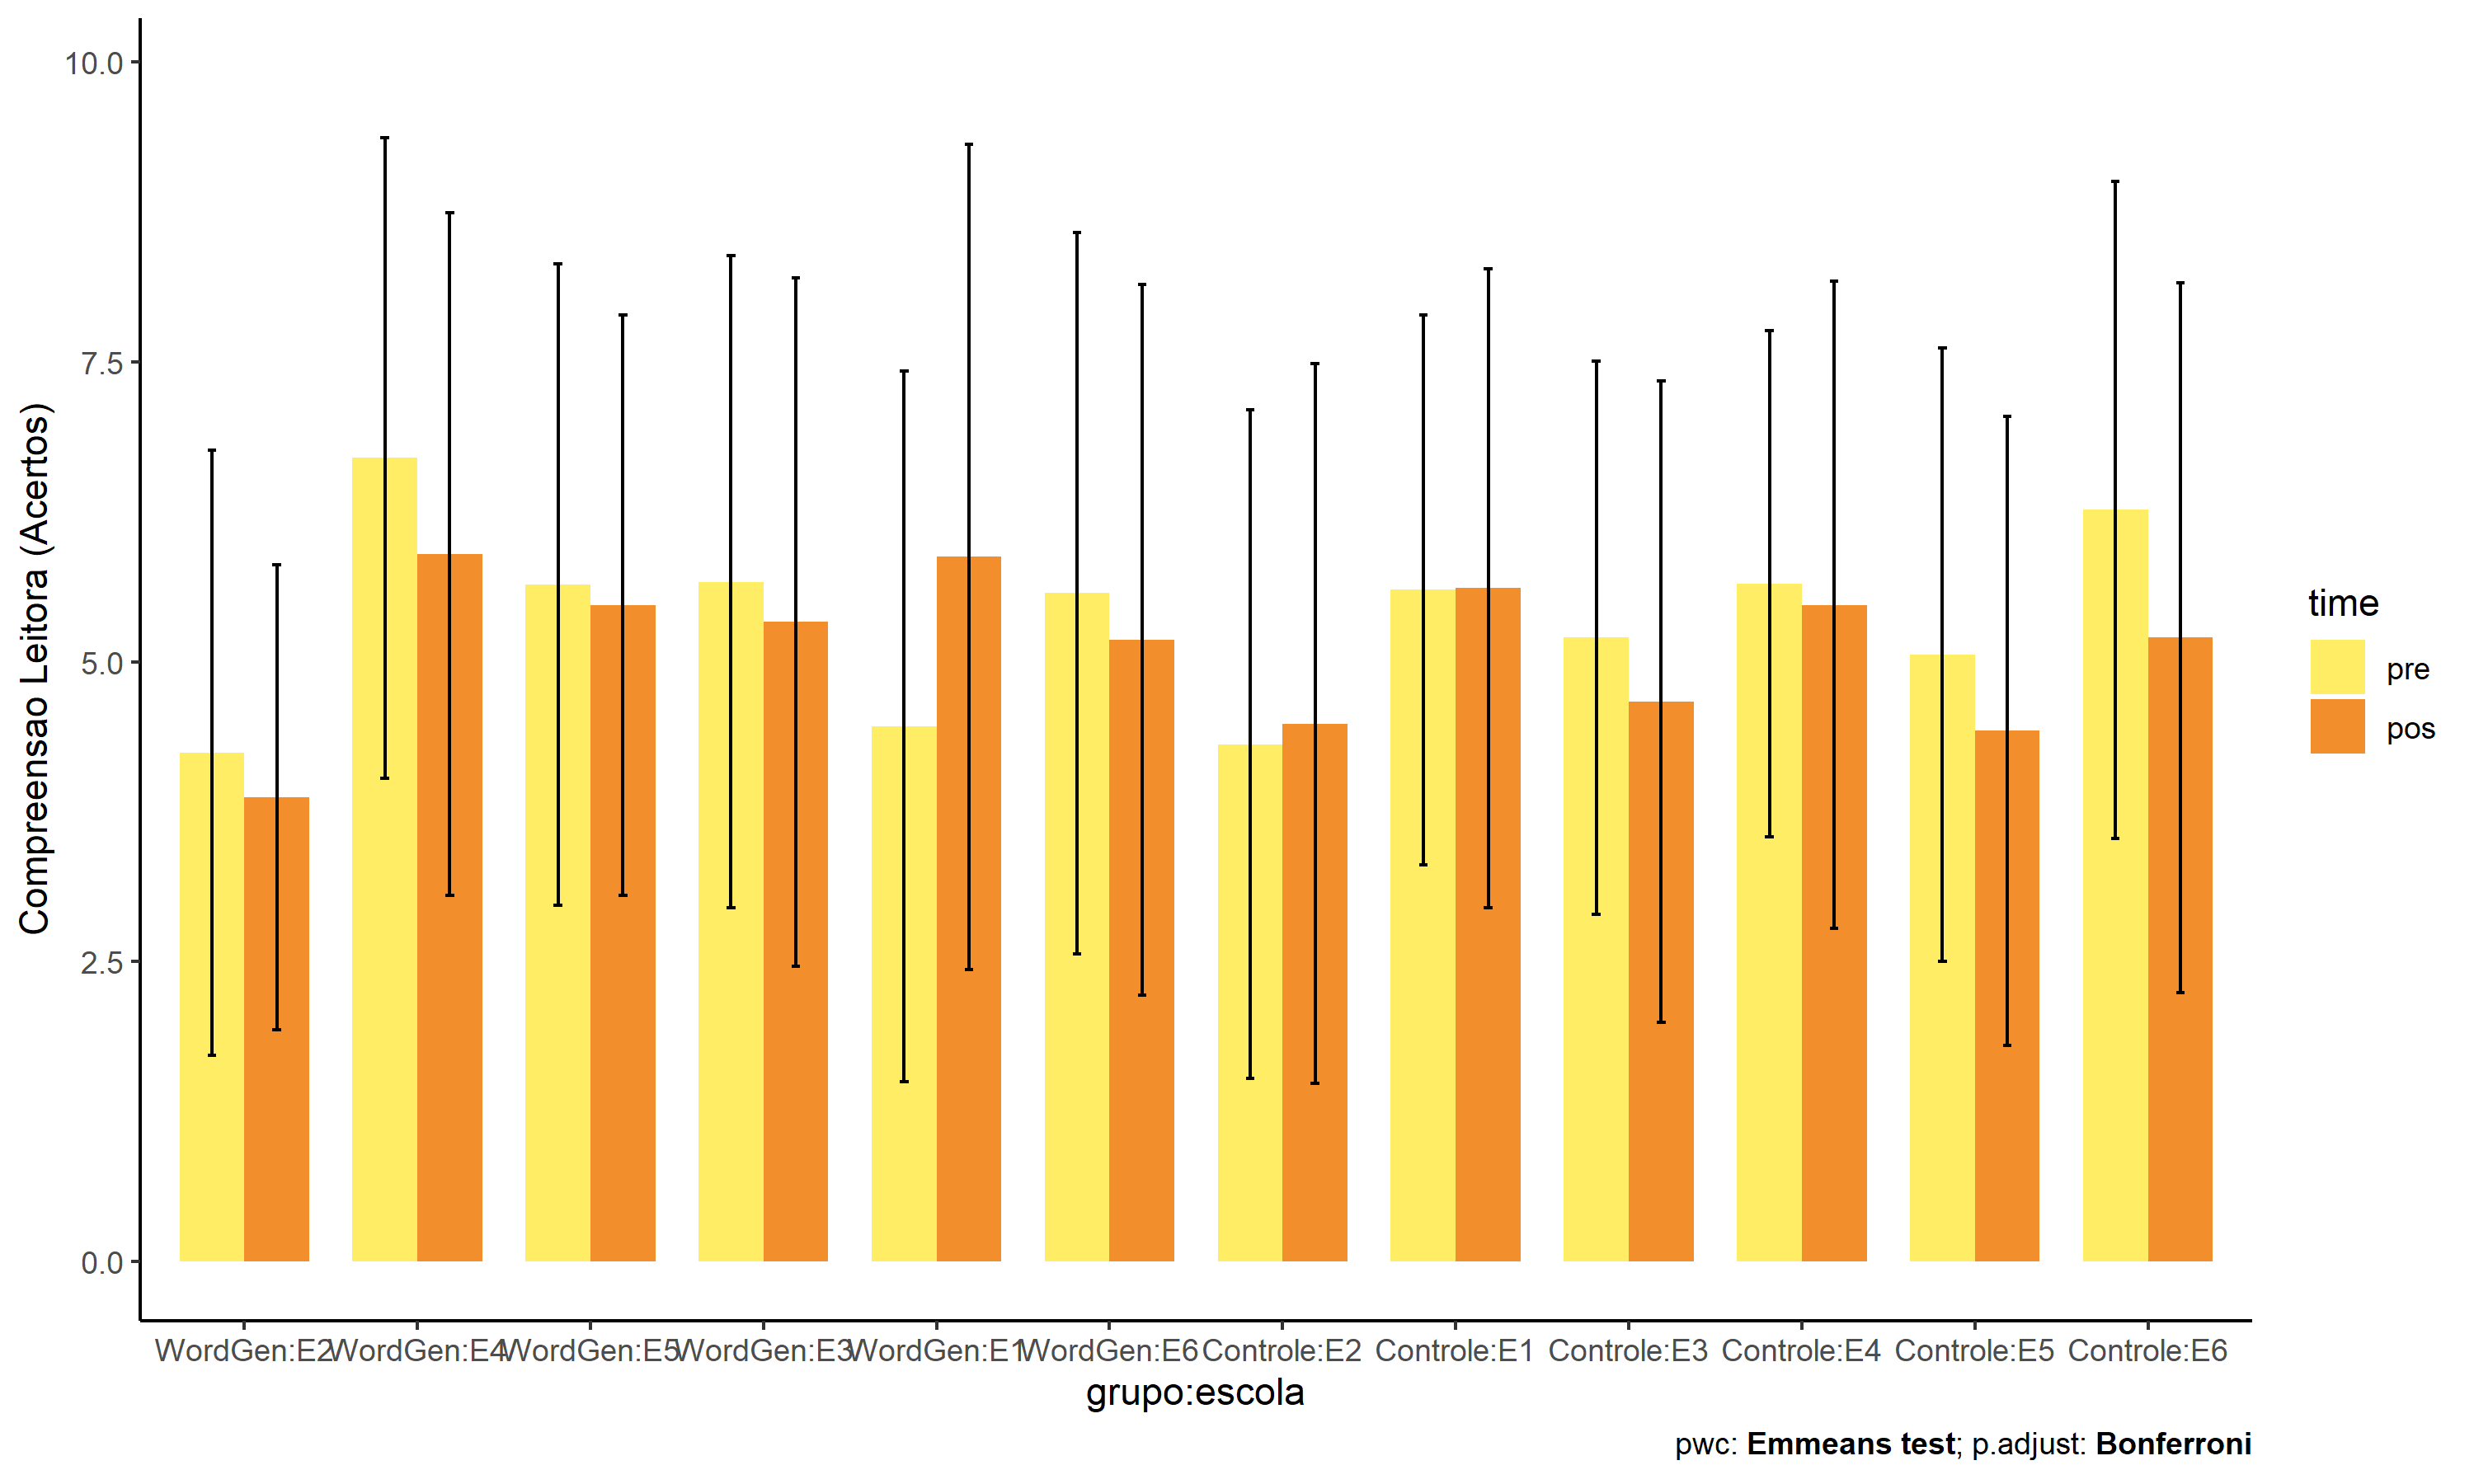 Compreensao Leitora (Acertos)
10.0
7.5
5.0
2.5
0.0
WordGen:E2 WordGen:E4 WordGen:E5 WordGen:E3 WordGen:E1 WordGen:E6 Controle:E2 Controle:E1 Controle:E3 Controle:E4 Controle:E5 Controle:E6
grupo:escola
pwc: Emmeans test; p.adjust: Bonferroni
time
pre
pos